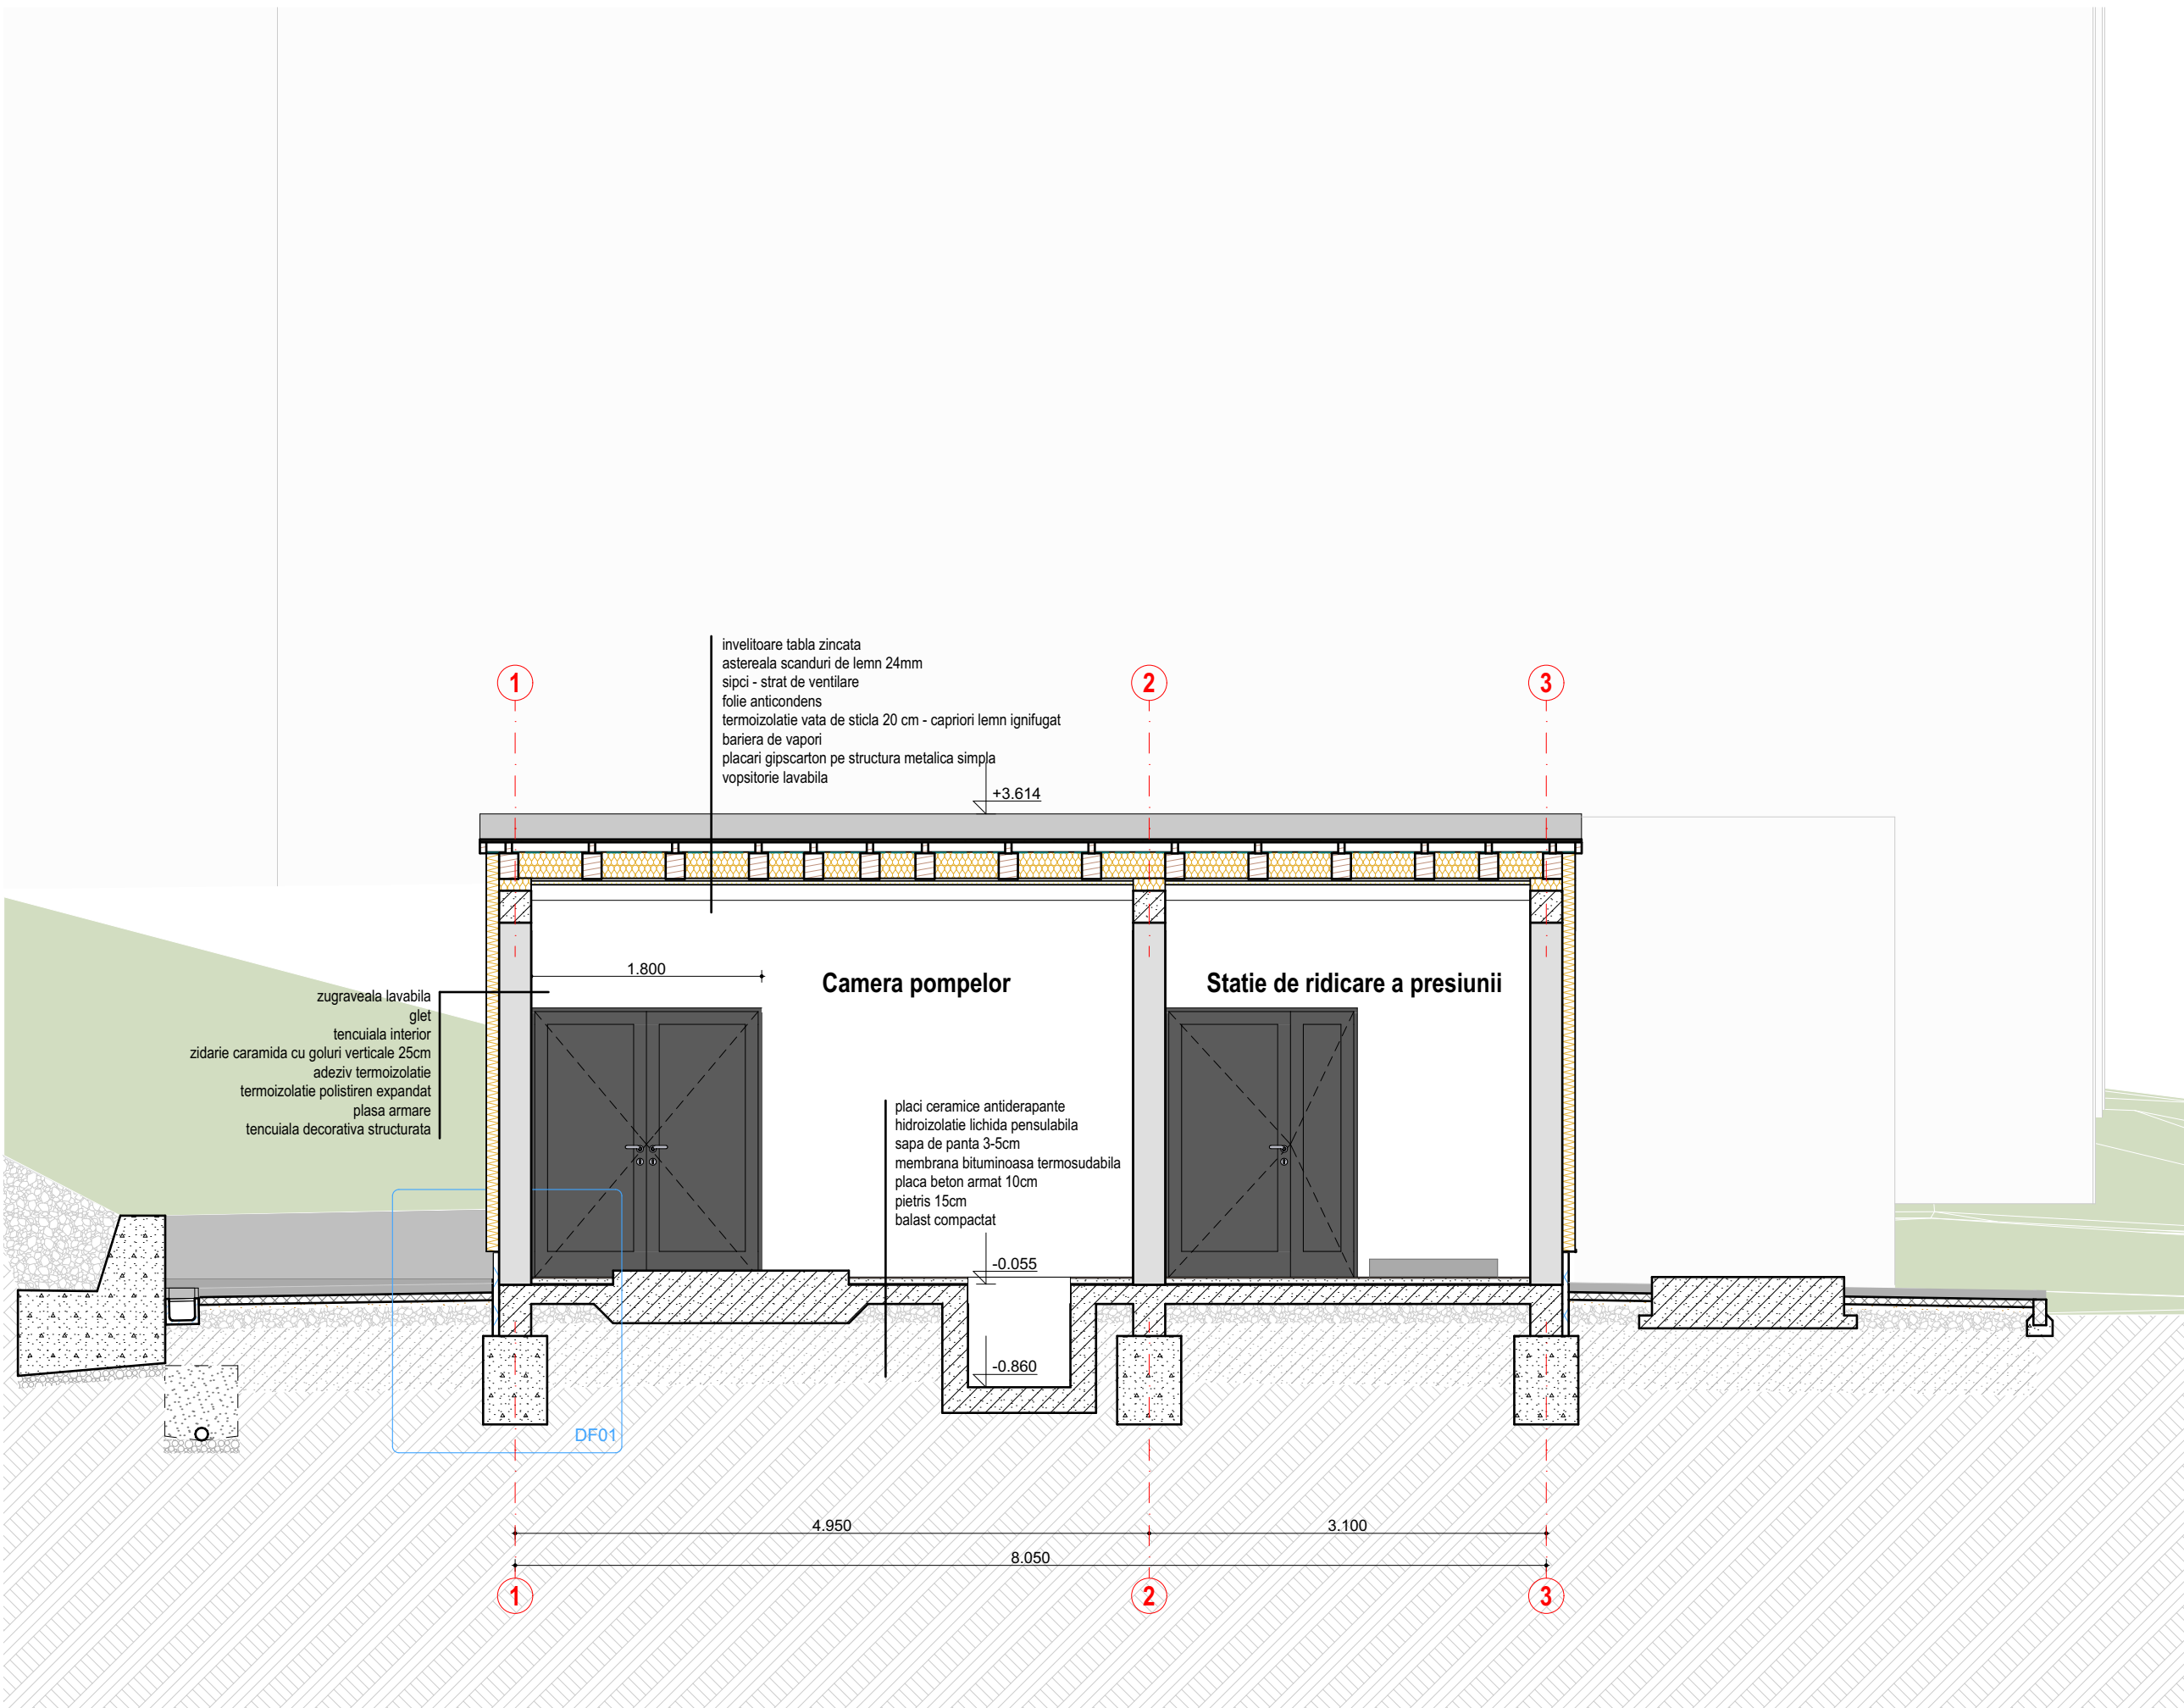 invelitoare tabla zincata
astereala scanduri de lemn 24mm
sipci - strat de ventilare
folie anticondens
termoizolatie vata de sticla 20 cm - capriori lemn ignifugat
bariera de vapori
placari gipscarton pe structura metalica simpla
vopsitorie lavabila
1
2
3
+3.614
1.800
Camera pompelor
Statie de ridicare a presiunii
zugraveala lavabila
glet
tencuiala interior
zidarie caramida cu goluri verticale 25cm
adeziv termoizolatie
termoizolatie polistiren expandat
plasa armare
tencuiala decorativa structurata
placi ceramice antiderapante
hidroizolatie lichida pensulabila
sapa de panta 3-5cm
membrana bituminoasa termosudabila
placa beton armat 10cm
pietris 15cm
balast compactat
-0.055
-0.860
DF01
4.950
3.100
8.050
1
2
3